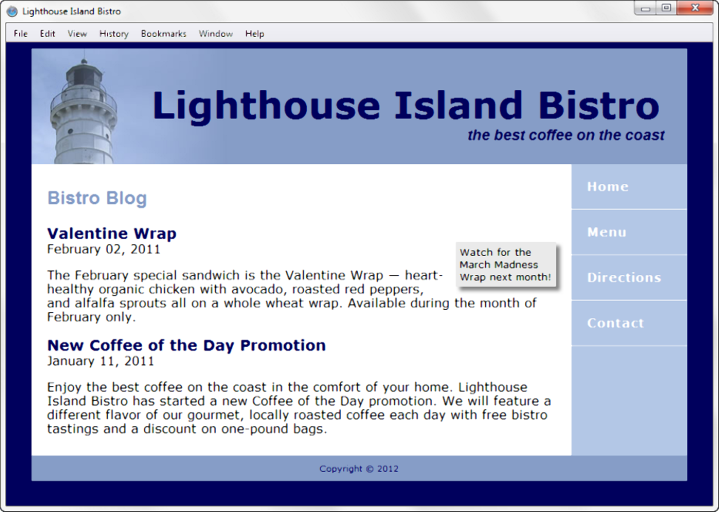 Lighthouse Island Bistro
File Edit View History Bookmarks Window Help
Lighthouse Island Bistro
the best coffee on the coast
Home
Menu
Directions
Contact
Bistro Blog
Valentine Wrap
February 02, 2011
The February special sandwich is the Valentine Wrap — heart-
healthy organic chicken with avocado, roasted red peppers,
and alfalfa sprouts all on a whole wheat wrap. Available during the month of
February only.
Watch for the
March Madness
Wrap next month!
New Coffee of the Day Promotion
January 11, 2011
Enjoy the best coffee on the coast in the comfort of your home. Lighthouse
Island Bistro has started a new Coffee of the Day promotion. We will feature a
different flavor of our gourmet, locally roasted coffee each day with free bistro
tastings and a discount on one-pound bags.
Copyright © 2012